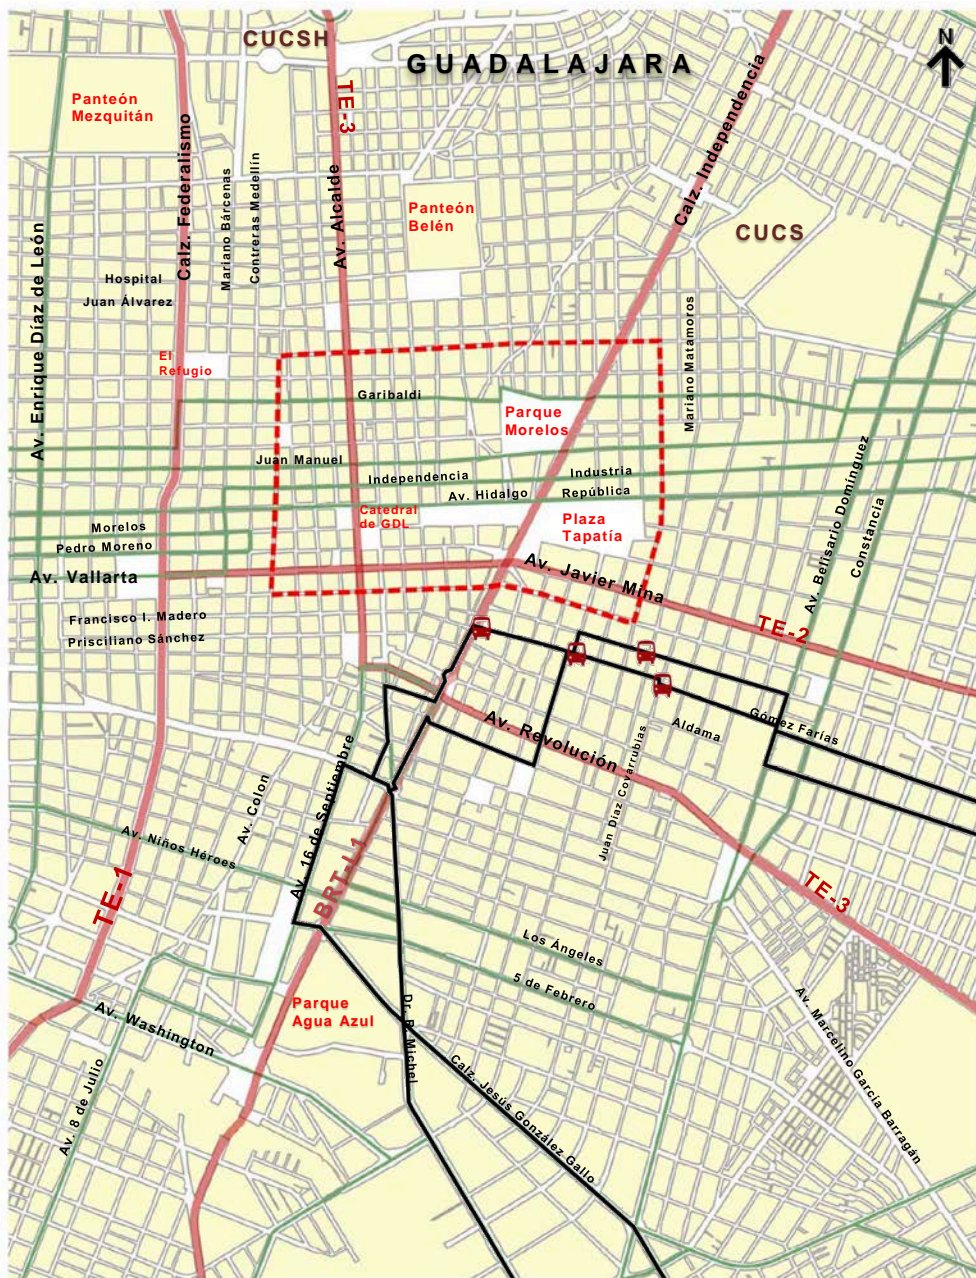 CUCSH
GUADALAJARA
N
Panteón
Mezquitán
TE-3
Calz. Independencia
Calz. Federalismo
Mariano Bárcenas
Contreras Medellín
Av. Alcalde
Panteón
Belén
CUCS
Av. Enrique Díaz de León
Hospital
Juan Álvarez
Mariano Matamoros
El
Refugio
Garibaldi
Parque
Morelos
Juan Manuel
Independencia
Industria
Av. Hidalgo
República
Catedral
de GDL
Plaza
Tapatía
Av. Belisario Domínguez
Constancia
Morelos
Pedro Moreno
Av. Vallarta
Av. Javier Mina
Francisco I. Madero
Prisciliano Sánchez
TE-2
Gómez Farías
Aldama
Av. Revolución
Juan Díaz Covarrubias
Av. 16 de Septiembre
Av. Colon
Av. Niños Héroes
BRT-L1
TE-1
TE-3
Los Ángeles
5 de Febrero
Parque
Agua Azul
Dr. R. Michel
Av. Washington
Av. Marcelino García Barragán
Calz. Jesús González Gallo
Av. 8 de Julio